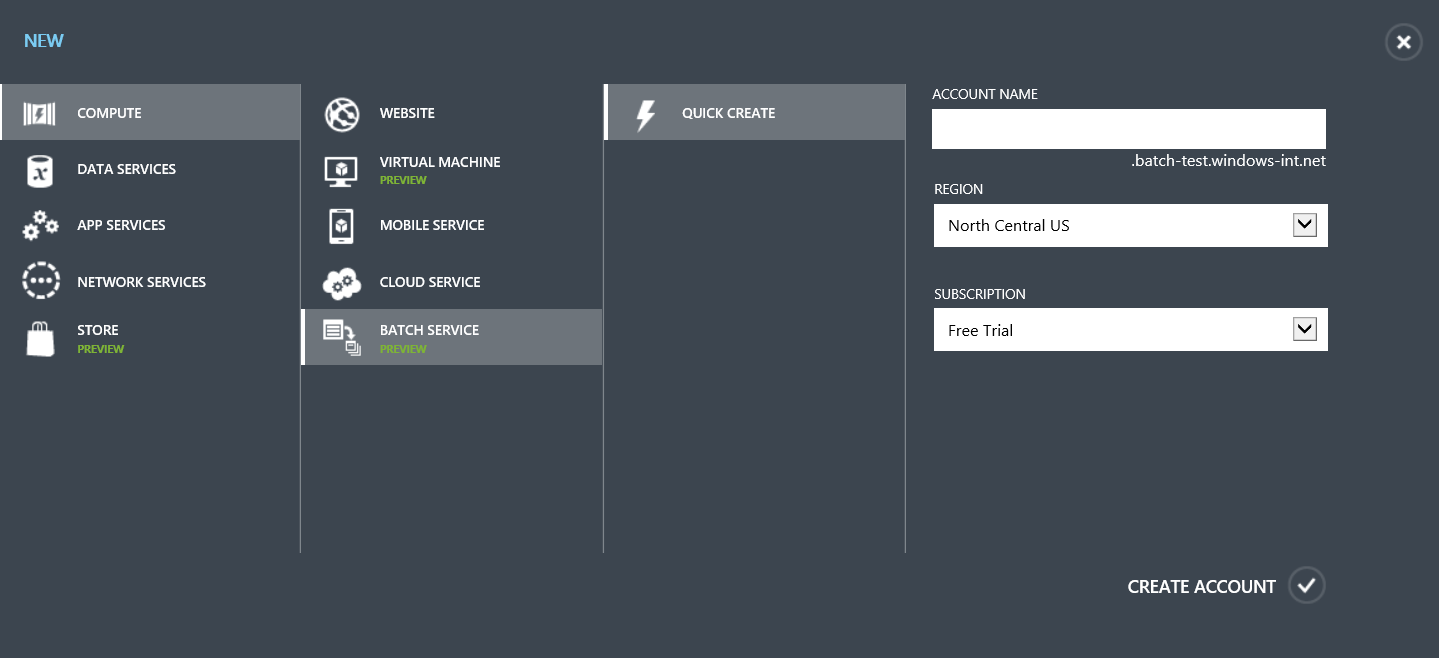 NEW
COMPUTE
DATA SERVICES
APP SERVICES
NETWORK SERVICES
STORE
PREVIEW
WEBSITE
VIRTUAL MACHINE
PREVIEW
MOBILE SERVICE
CLOUD SERVICE
BATCH SERVICE
PREVIEW
QUICK CREATE
ACCOUNT NAME
.batch-test.windows-int.net
REGION
North Central US
SUBSCRIPTION
Free Trial
CREATE ACCOUNT